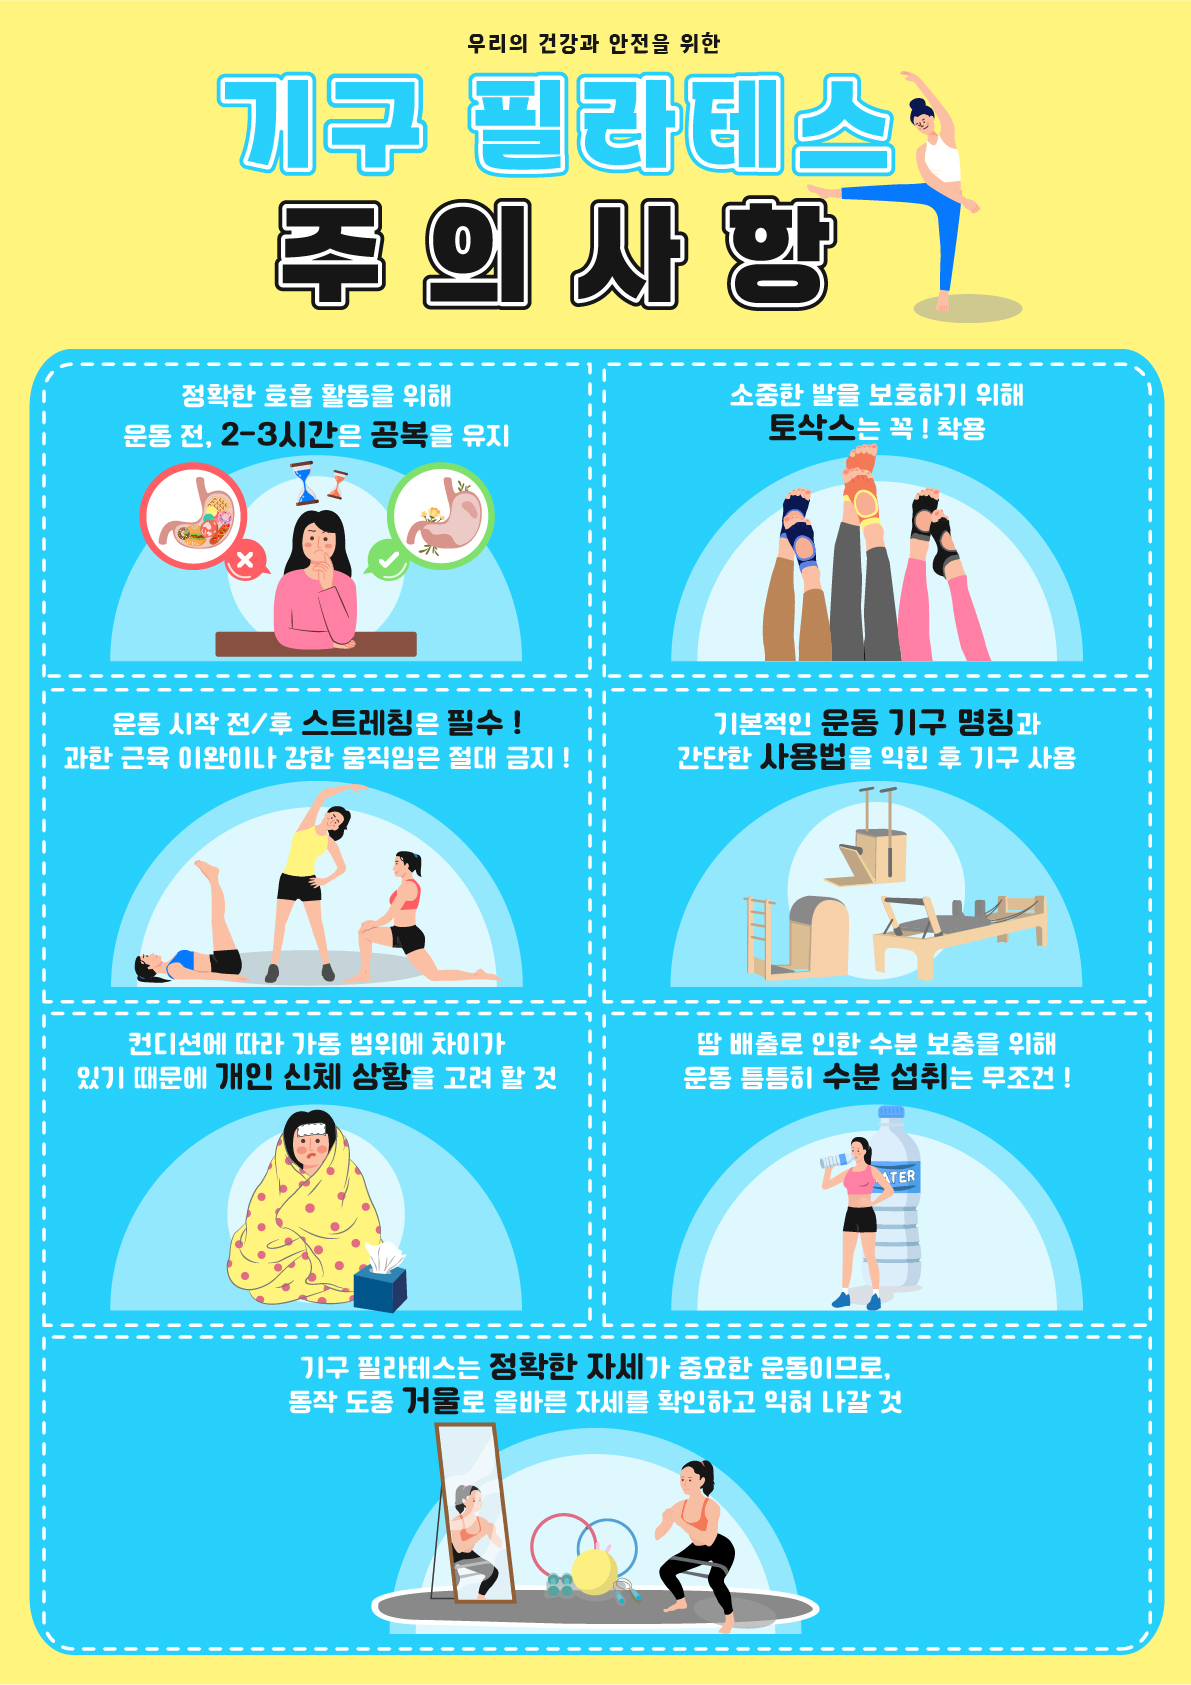 우리의 건강과 안전을 위한
기구 필라테스
주의사항
정확한 호흡 활동을 위해
운동 전, 2-3시간은 공복을 유지
소중한 발을 보호하기 위해
토삭스는 꼭 ! 착용
운동 시작 전/후 스트레칭은 필수 !
과한 근육 이완이나 강한 움직임은 절대 금지 !
기본적인 운동 기구 명칭과
간단한 사용법을 익힌 후 기구 사용
컨디션에 따라 가동 범위에 차이가
있기 때문에 개인 신체 상황을 고려 할 것
땀 배출로 인한 수분 보충을 위해
운동 틈틈히 수분 섭취는 무조건 !
ATER
기구 필라테스는 정확한 자세가 중요한 운동이므로,
동작 도중 거울로 올바른 자세를 확인하고 익혀 나갈 것